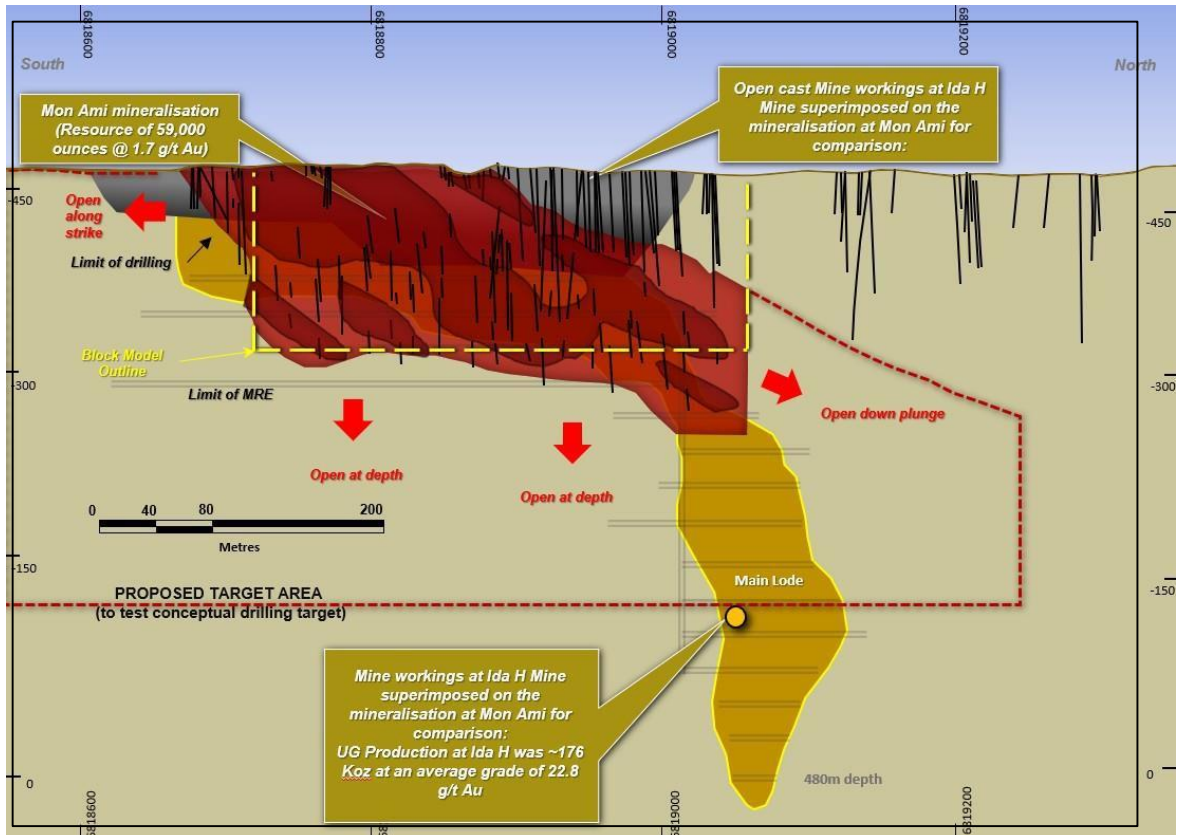 6818600
6818800
6819000
6819200
South
North
Mon Ami mineralisation
(Resource of 59,000
ounces @ 1.7 g/t Au)
Open cast Mine workings at Ida H
Mine superimposed on the
mineralisation at Mon Ami for
comparison:
-450
-450
Open
along
strike
Limit of drilling
Block Model
Outline
-300
-300
Limit of MRE
Open down plunge
Open at depth
Open at depth
0
40
80
200
Metres
-150
-150
Main Lode
PROPOSED TARGET AREA
(to test conceptual drilling target)
Mine workings at Ida H Mine
superimposed on the
mineralisation at Mon Ami for
comparison:
UG Production at Ida H was ~176
Koz at an average grade of 22.8
g/t Au
480m depth
0
0
6818600
6819000
6819200